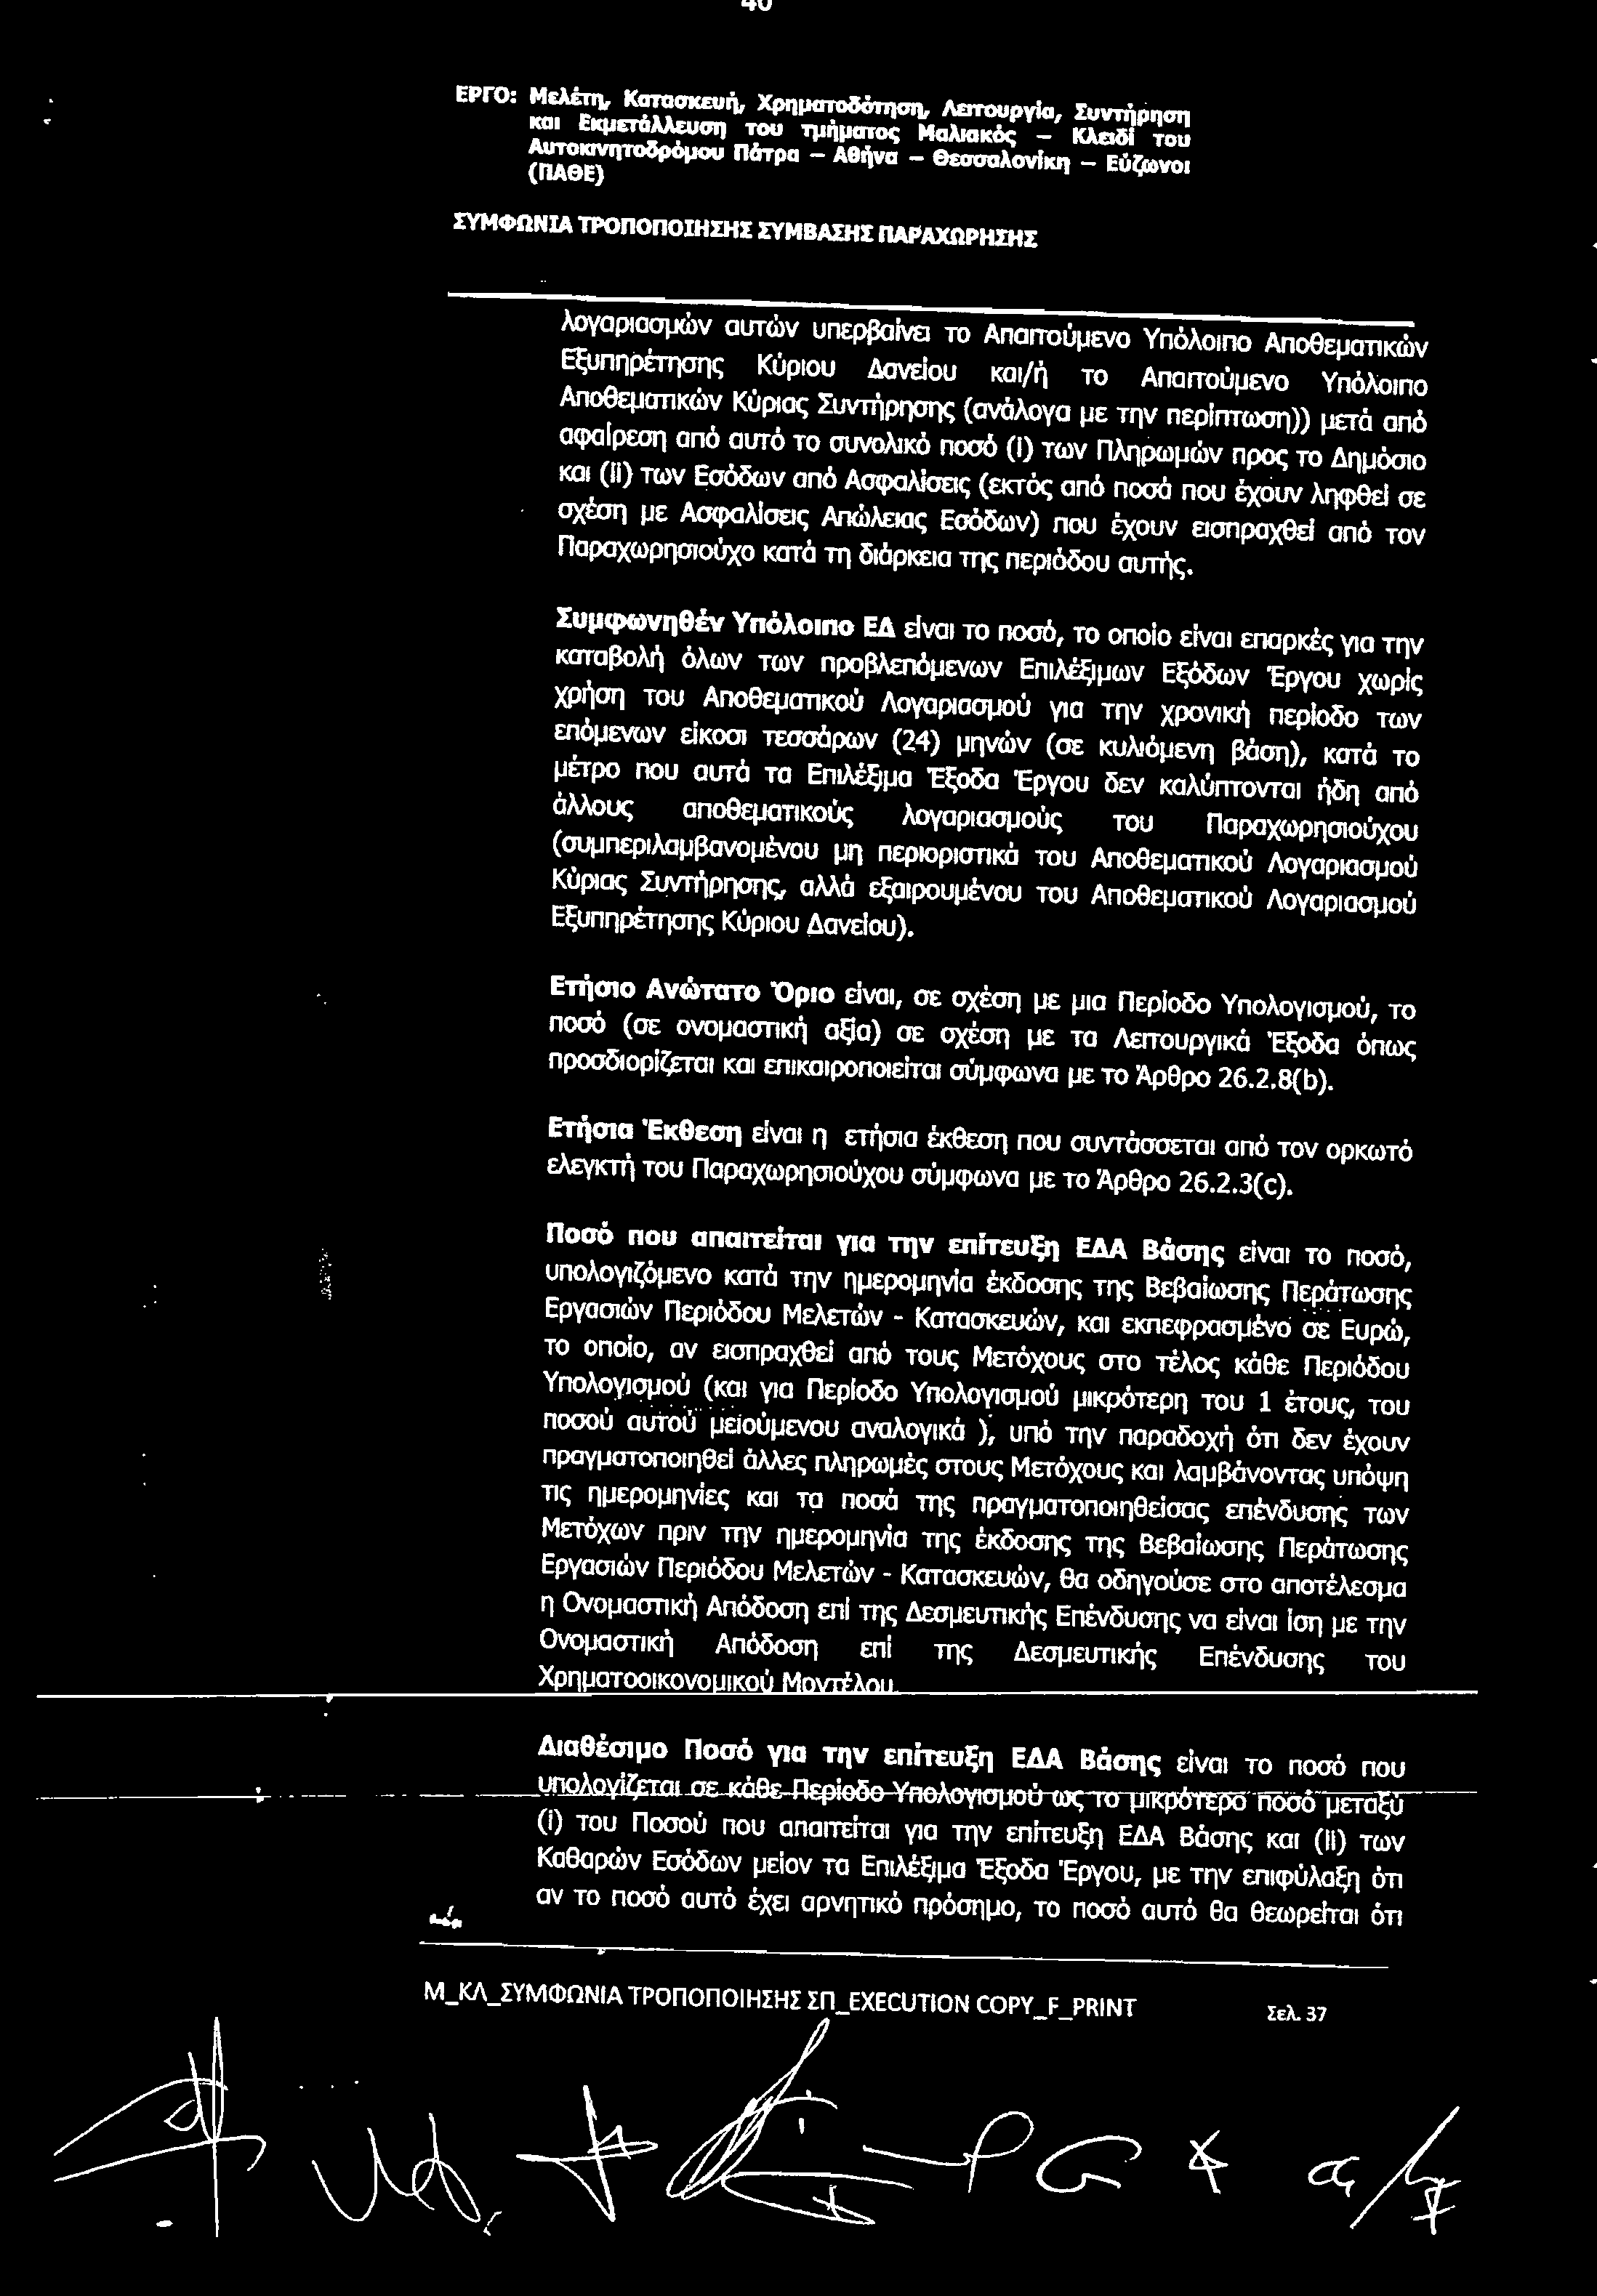 40
ΕΡΓΟ: Μελέτη, Κατασκευή, Χρηματοδότηση, Λειτουργία, Συντήρηση
και Εκμετάλλευση του τμήματος Μαλιακός – Κλειδί του
Αυτοκινητοδρόμου Πάτρα – Αθήνα – Θεσσαλονίκη – Εύζωνοι
(ΠΑΘΕ)
ΣΥΜΦΩΝΙΑ ΤΡΟΠΟΠΟΙΗΣΗΣ ΣΥΜΒΑΣΗΣ ΠΑΡΑΧΩΡΗΣΗΣ
λογαριασμών αυτών υπερβαίνει το Απαιτούμενο Υπόλοιπο Αποθεματικών
Εξυπηρέτησης Κύριου Δανείου και/ή το Απαιτούμενο Υπόλοιπο
Αποθεματικών Κύριας Συντήρησης (ανάλογα με την περίπτωση)) μετά από
αφαίρεση από αυτό το συνολικό ποσό (i) των Πληρωμών προς το Δημόσιο
και (ii) των Εσόδων από Ασφαλίσεις (εκτός από ποσά που έχουν ληφθεί σε
σχέση με Ασφαλίσεις Απώλειας Εσόδων) που έχουν εισπραχθεί από τον
Παραχωρησιούχο κατά τη διάρκεια της περιόδου αυτής.
Συμφωνηθέν Υπόλοιπο ΕΔ είναι το ποσό, το οποίο είναι επαρκές για την
καταβολή όλων των προβλεπόμενων Επιλέξιμων Εξόδων Έργου χωρίς
χρήση του Αποθεματικού Λογαριασμού για την χρονική περίοδο των
επόμενων είκοσι τεσσάρων (24) μηνών (σε κυλιόμενη βάση), κατά το
μέτρο που αυτά τα Επιλέξιμα Έξοδα Έργου δεν καλύπτονται ήδη από
άλλους αποθεματικούς λογαριασμούς του Παραχωρησιούχου
(συμπεριλαμβανομένου μη περιοριστικά του Αποθεματικού Λογαριασμού
Κύριας Συντήρησης, αλλά εξαιρουμένου του Αποθεματικού Λογαριασμού
Εξυπηρέτησης Κύριου Δανείου).
Ετήσιο Ανώτατο Όριο είναι, σε σχέση με μια Περίοδο Υπολογισμού, το
ποσό (σε ονομαστική αξία) σε σχέση με τα Λειτουργικά Έξοδα όπως
προσδιορίζεται και επικαιροποιείται σύμφωνα με το Άρθρο 26.2.8(b).
Ετήσια Έκθεση είναι η ετήσια έκθεση που συντάσσεται από τον ορκωτό
ελεγκτή του Παραχωρησιούχου σύμφωνα με το Άρθρο 26.2.3(c).
Ποσό που απαιτείται για την επίτευξη ΕΔΑ Βάσης είναι το ποσό,
υπολογιζόμενο κατά την ημερομηνία έκδοσης της Βεβαίωσης Περάτωσης
Εργασιών Περιόδου Μελετών - Κατασκευών, και εκπεφρασμένο σε Ευρώ,
το οποίο, αν εισπραχθεί από τους Μετόχους στο τέλος κάθε Περιόδου
Υπολογισμού (και για Περίοδο Υπολογισμού μικρότερη του 1 έτους, του
ποσού αυτού μειούμενου αναλογικά ), υπό την παραδοχή ότι δεν έχουν
πραγματοποιηθεί άλλες πληρωμές στους Μετόχους και λαμβάνοντας υπόψη
τις ημερομηνίες και τα ποσά της πραγματοποιηθείσας επένδυσης των
Μετόχων πριν την ημερομηνία της έκδοσης της Βεβαίωσης Περάτωσης
Εργασιών Περιόδου Μελετών - Κατασκευών, θα οδηγούσε στο αποτέλεσμα
η Ονομαστική Απόδοση επί της Δεσμευτικής Επένδυσης να είναι ίση με την
Ονομαστική Απόδοση επί της Δεσμευτικής Επένδυσης του
Χρηματοοικονομικού Μοντέλου.
Διαθέσιμο Ποσό για την επίτευξη ΕΔΑ Βάσης είναι το ποσό που
υπολογίζεται σε κάθε Περίοδο Υπολογισμού ως το μικρότερο ποσό μεταξύ
(i) του Ποσού που απαιτείται για την επίτευξη ΕΔΑ Βάσης και (ii) των
Καθαρών Εσόδων μείον τα Επιλέξιμα Έξοδα Έργου, με την επιφύλαξη ότι
αν το ποσό αυτό έχει αρνητικό πρόσημο, το ποσό αυτό θα θεωρείται ότι
Μ_ΚΛ_ΣΥΜΦΩΝΙΑ ΤΡΟΠΟΠΟΙΗΣΗΣ ΣΠ_EXECUTION COPY_F_PRINT Σελ. 37